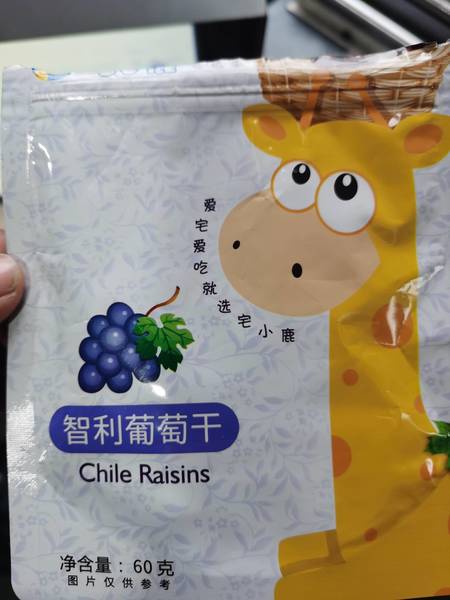 爱宅爱吃就选宅小鹿
智利葡萄干
Chile Raisins
净含量：60克
图片仅供参考